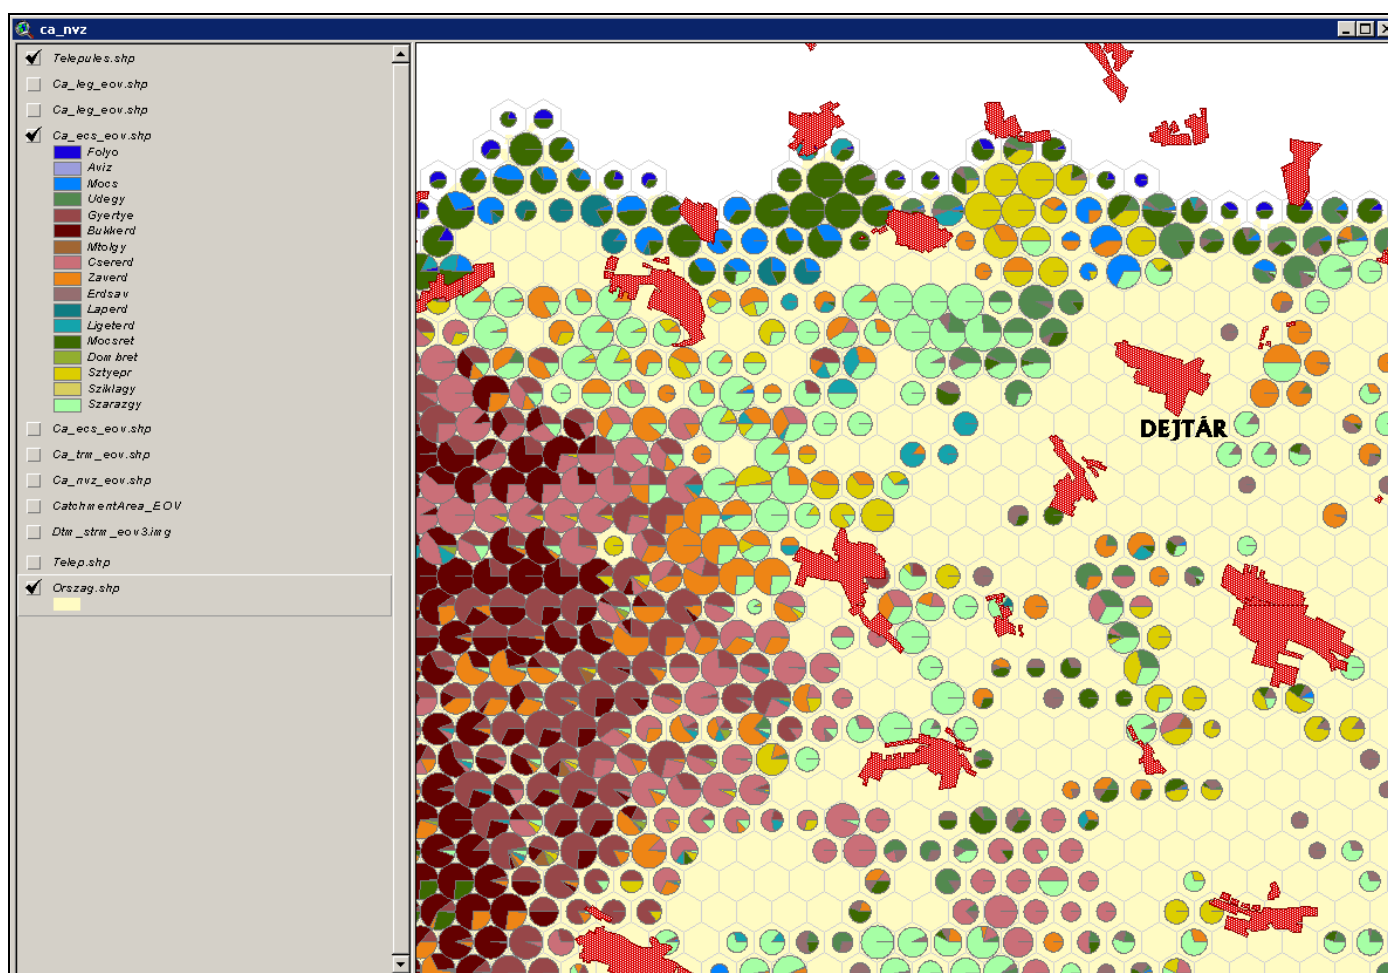 ca_nvz
Telepules.shp
Ca_leg_eov.shp
Ca_leg_eov.shp
Ca_ecs_eov.shp
Folyo
Aviz
Mocs
Udegy
Gyertye
Bukkerd
Mtolgy
Csererd
Zaverd
Erdsav
Laperd
Ligeterd
Mocsret
Dombret
Sztyepr
Sziklagy
Szarazgy
Ca_ecs_eov.shp
Ca_trm_eov.shp
Ca_nvz_eov.shp
CatchmentArea_EOV
Dtm_strm_eov3.img
Telep.shp
Orszag.shp
DEJTÁR